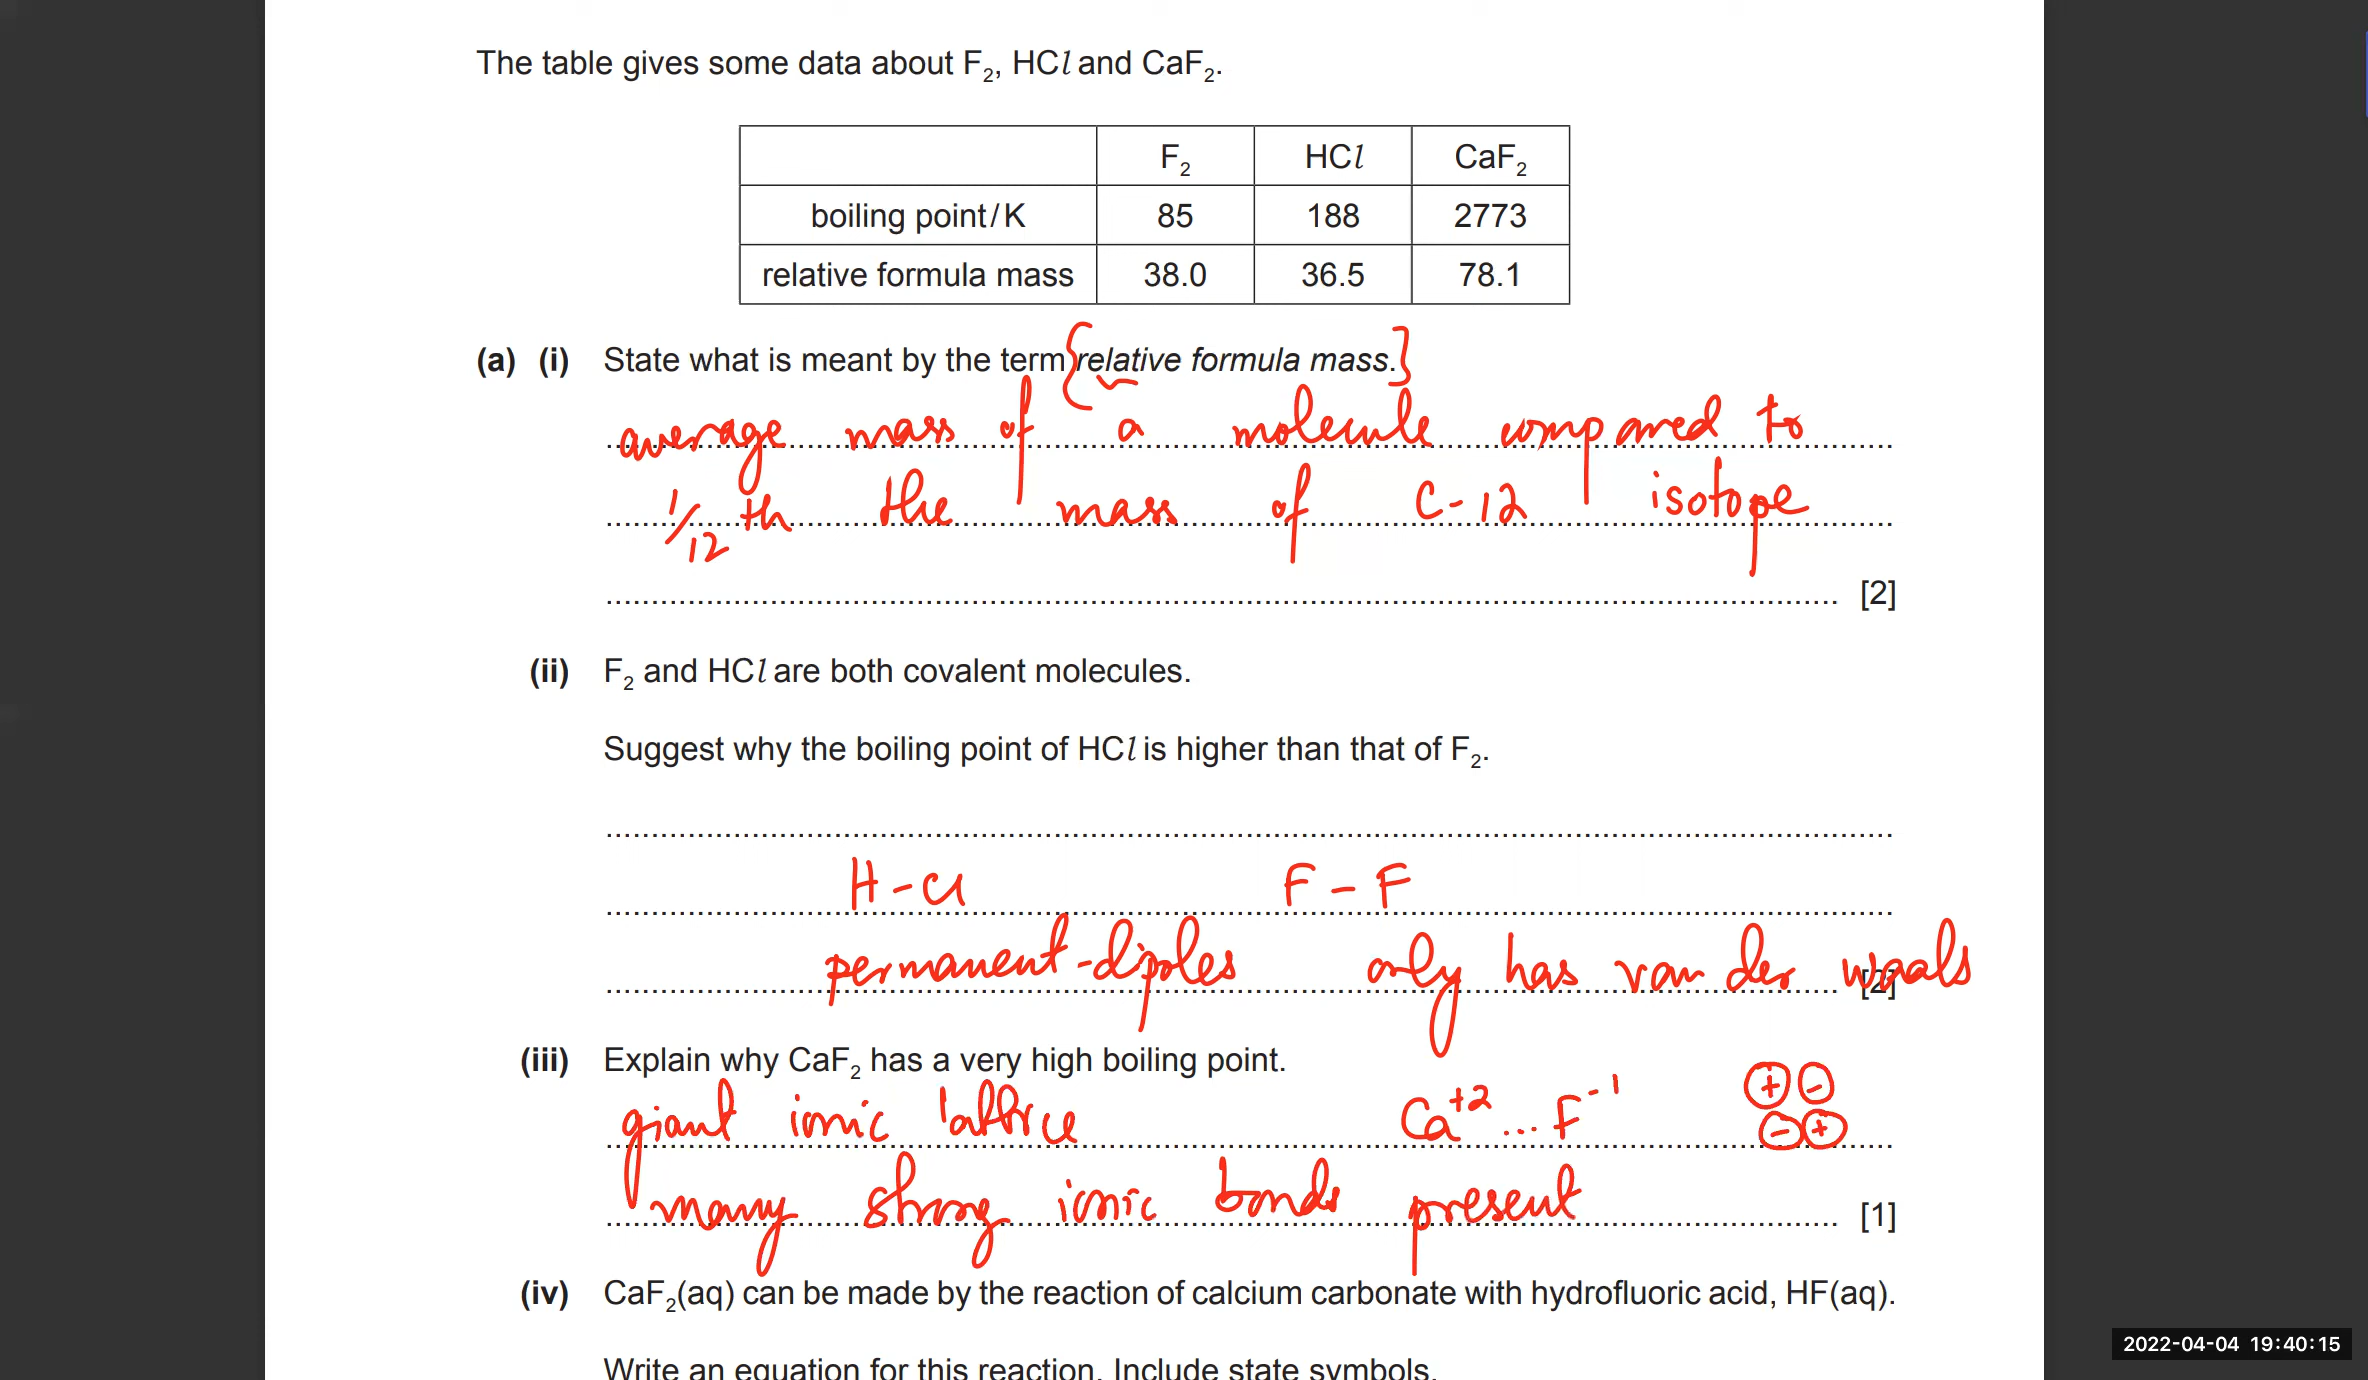 The table gives some data about F₂, HCl and CaF₂.
F₂ HCl CaF₂
boiling point/K 85 188 2773
relative formula mass 38.0 36.5 78.1
(a) (i) State what is meant by the term {relative formula mass.]
average mass of a molecule compared to
1/12 th the mass of C-12 isotope
[2]
(ii) F₂ and HCl are both covalent molecules.
Suggest why the boiling point of HCl is higher than that of F₂.
H-Cl F-F
permanent-dipoles only has van der waals [2]
(iii) Explain why CaF₂ has a very high boiling point.
giant ionic lattice Ca⁺² ... F⁻¹ + -
- +
many strong ionic bonds present [1]
(iv) CaF₂(aq) can be made by the reaction of calcium carbonate with hydrofluoric acid, HF(aq).
Write an equation for this reaction. Include state symbols.
2022-04-04 19:40:15